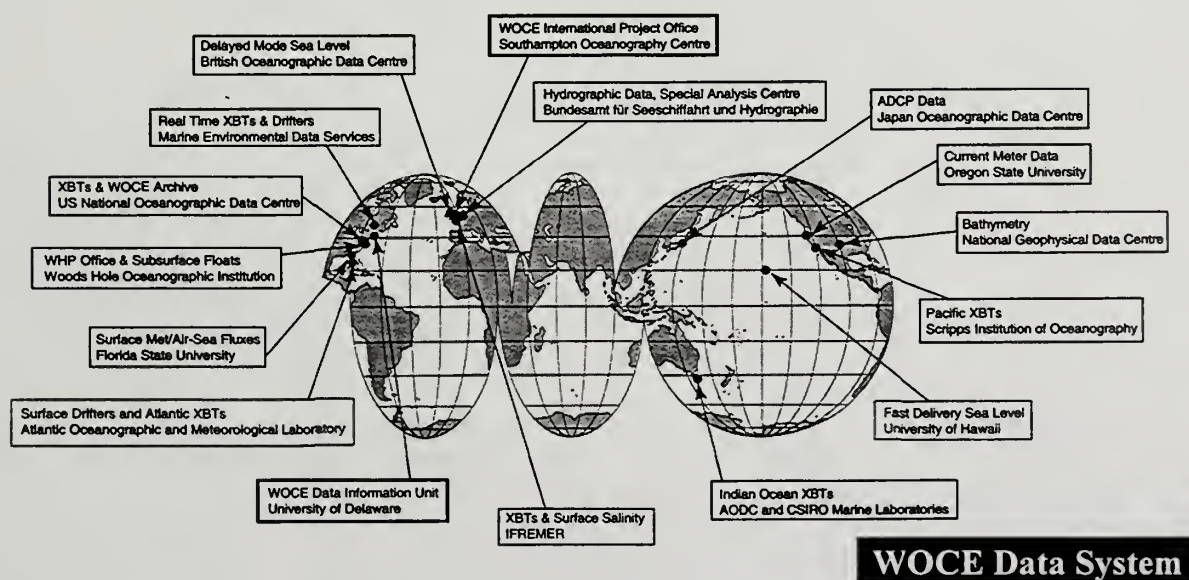 WOCE International Project Office
Southampton Oceanography Centre
Delayed Mode Sea Level
British Oceanographic Data Centre
Hydrographic Data, Special Analysis Centre
Bundesamt für Seeschiffahrt und Hydrographie
ADCP Data
Japan Oceanographic Data Centre
Real Time XBTs & Drifters
Marine Environmental Data Services
Current Meter Data
Oregon State University
XBTs & WOCE Archive
US National Oceanographic Data Centre
Bathymetry
National Geophysical Data Centre
WHP Office & Subsurface Floats
Woods Hole Oceanographic Institution
Pacific XBTs
Scripps Institution of Oceanography
Surface Met/Air-Sea Fluxes
Florida State University
Surface Drifters and Atlantic XBTs
Atlantic Oceanographic and Meteorological Laboratory
Fast Delivery Sea Level
University of Hawaii
WOCE Data Information Unit
University of Delaware
XBTs & Surface Salinity
IFREMER
Indian Ocean XBTs
AODC and CSIRO Marine Laboratories
WOCE Data System